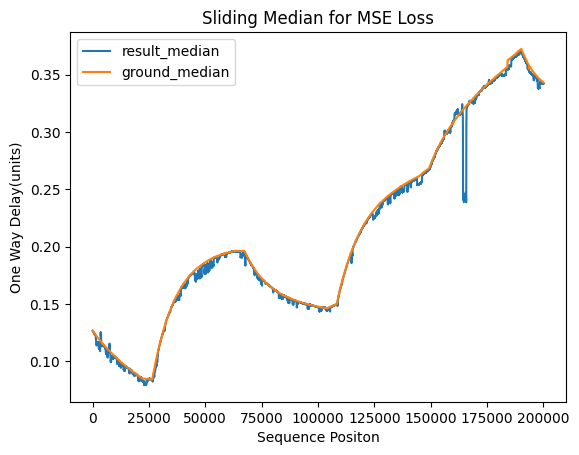 Sliding Median for MSE Loss
result_median
ground_median
One Way Delay(units)
0.35
0.30
0.25
0.20
0.15
0.10
0 25000 50000 75000 100000 125000 150000 175000 200000
Sequence Positon